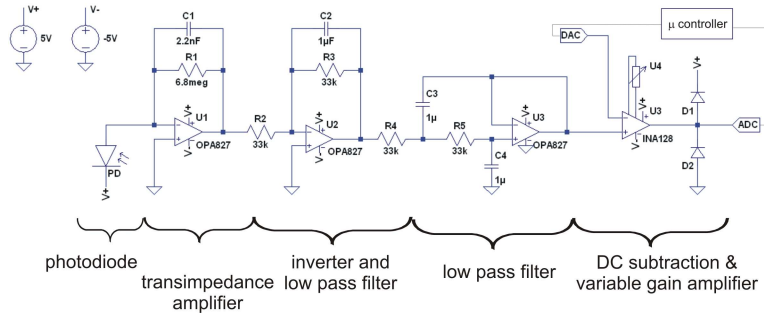 V+
5V
V-
-5V
C1
2.2nF
R1
6.8meg
V+
U1
OPA827
V-
PD
V+
R2
33k
C2
1µF
R3
33k
V+
U2
OPA827
V-
R4
33k
C3
1µ
R5
33k
C4
1µ
V+
U3
OPA827
DAC
µ controller
U4
V+
U3
INA128
V-
V+
D1
D2
ADC
photodiode
transimpedance
amplifier
inverter and
low pass filter
low pass filter
DC subtraction &
variable gain amplifier